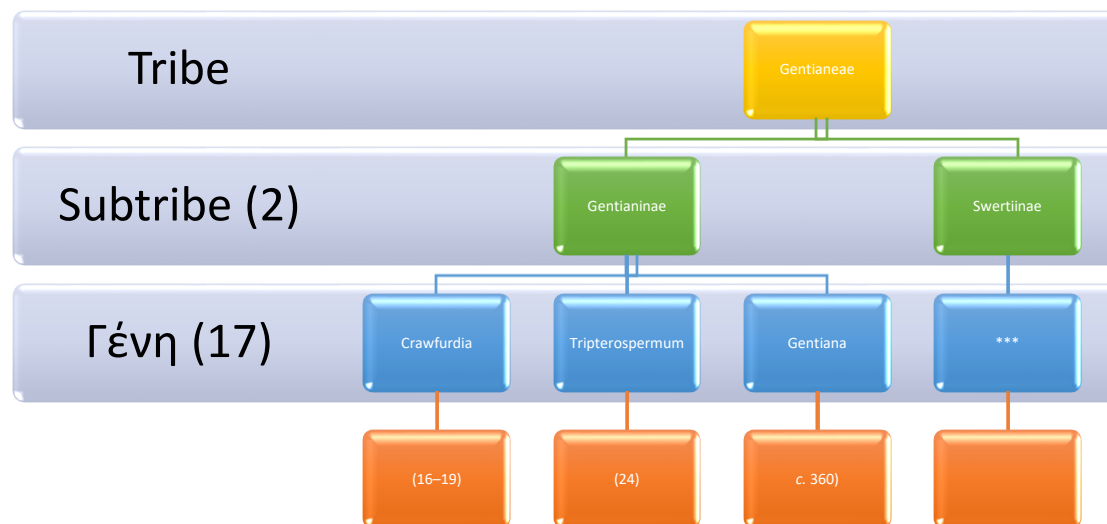 Tribe
Gentianeae
Subtribe (2)
Gentianinae
Swertiinae
Γένη (17)
Crawfurdia
Tripterospermum
Gentiana
***
(16–19)
(24)
c. 360)